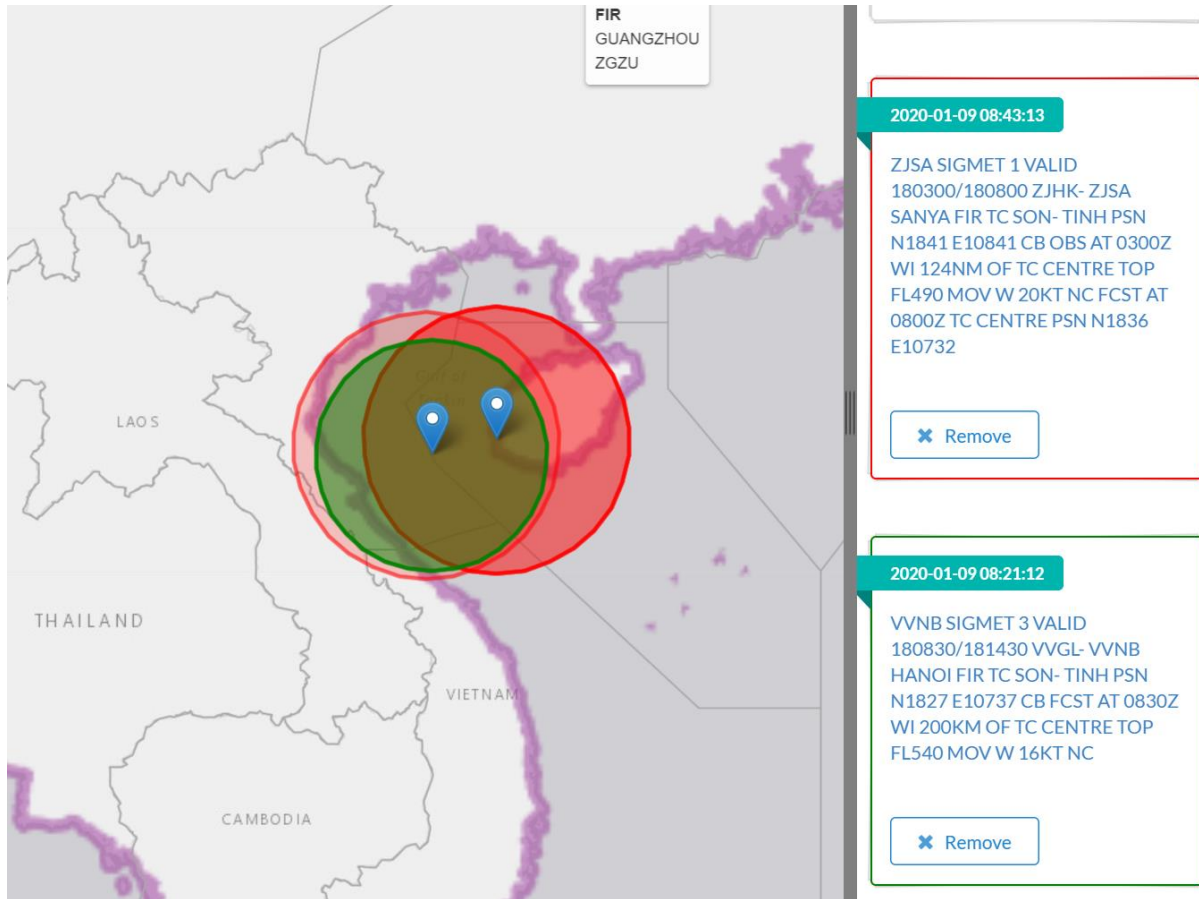 FIR
GUANGZHOU
ZGZU
LAOS
THAILAND
VIETNAM
CAMBODIA
2020-01-09 08:43:13
ZJSA SIGMET 1 VALID
180300/180800 ZJHK- ZJSA
SANYA FIR TC SON- TINH PSN
N1841 E10841 CB OBS AT 0300Z
WI 124NM OF TC CENTRE TOP
FL490 MOV W 20KT NC FCST AT
0800Z TC CENTRE PSN N1836
E10732
✖ Remove
2020-01-09 08:21:12
VVNB SIGMET 3 VALID
180830/181430 VVGL- VVNB
HANOI FIR TC SON- TINH PSN
N1827 E10737 CB FCST AT 0830Z
WI 200KM OF TC CENTRE TOP
FL540 MOV W 16KT NC
✖ Remove